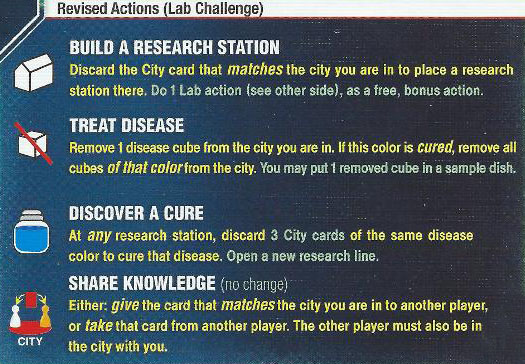 Revised Actions (Lab Challenge)
BUILD A RESEARCH STATION
Discard the City card that matches the city you are in to place a research
station there. Do 1 Lab action (see other side), as a free, bonus action.
TREAT DISEASE
Remove 1 disease cube from the city you are in. If this color is cured, remove all
cubes of that color from the city. You may put 1 removed cube in a sample dish.
DISCOVER A CURE
At any research station, discard 3 City cards of the same disease
color to cure that disease. Open a new research line.
SHARE KNOWLEDGE (no change)
Either: give the card that matches the city you are in to another player,
or take that card from another player. The other player must also be in
the city with you.
CITY